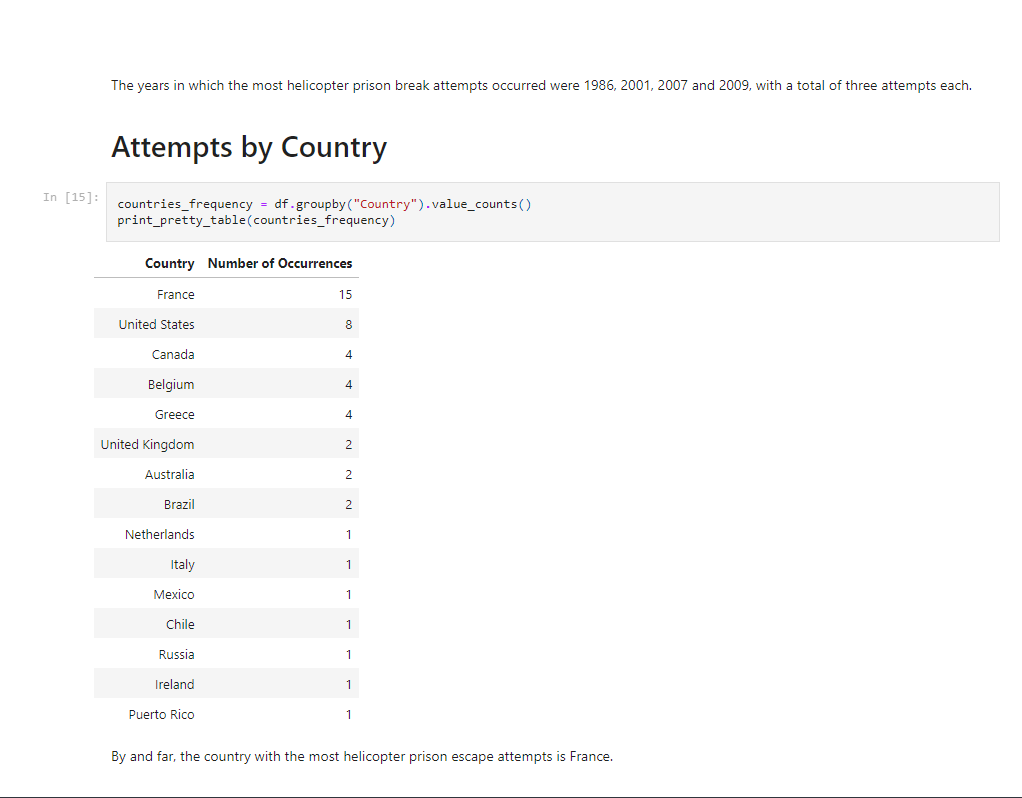 The years in which the most helicopter prison break attempts occurred were 1986, 2001, 2007 and 2009, with a total of three attempts each.
Attempts by Country
In [15]:
countries_frequency = df.groupby("Country").value_counts()
print_pretty_table(countries_frequency)
Country Number of Occurrences
France 15
United States 8
Canada 4
Belgium 4
Greece 4
United Kingdom 2
Australia 2
Brazil 2
Netherlands 1
Italy 1
Mexico 1
Chile 1
Russia 1
Ireland 1
Puerto Rico 1
By and far, the country with the most helicopter prison escape attempts is France.